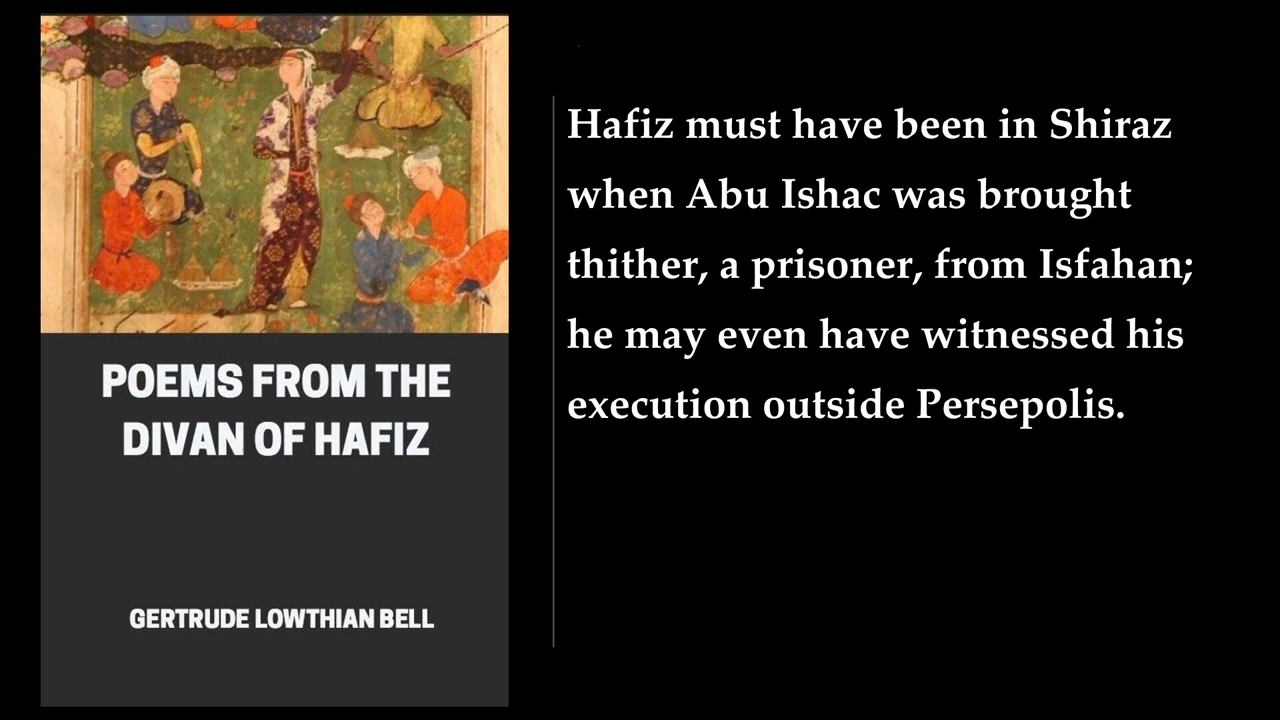 POEMS FROM THE
DIVAN OF HAFIZ
GERTRUDE LOWTHIAN BELL
Hafiz must have been in Shiraz
when Abu Ishac was brought
thither, a prisoner, from Isfahan;
he may even have witnessed his
execution outside Persepolis.